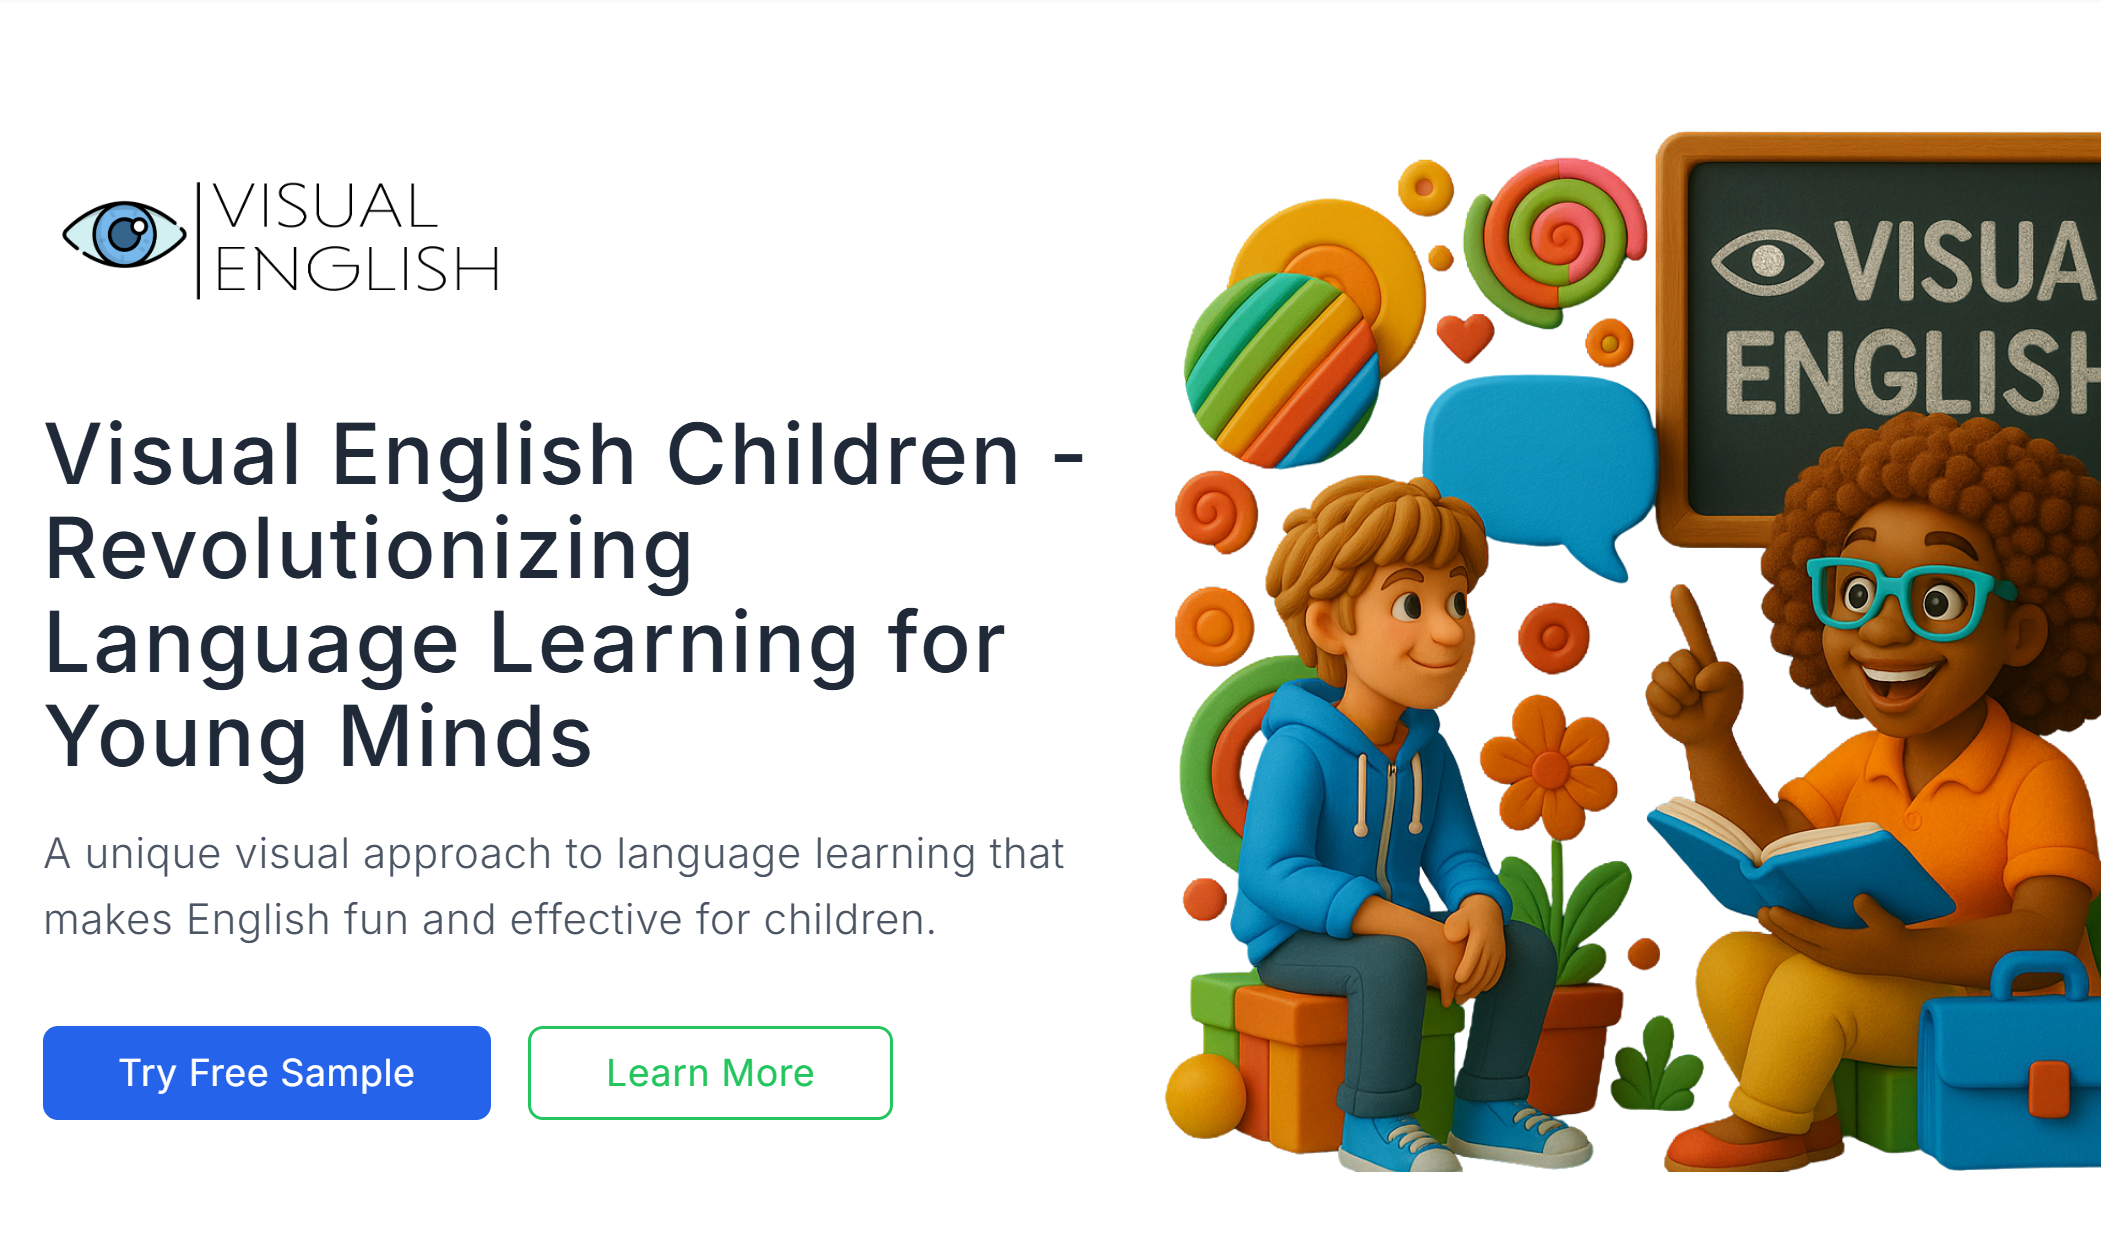 VISUAL
ENGLISH
Visual English Children -
Revolutionizing
Language Learning for
Young Minds
A unique visual approach to language learning that
makes English fun and effective for children.
Try Free Sample
Learn More
VISUA
ENGLISH